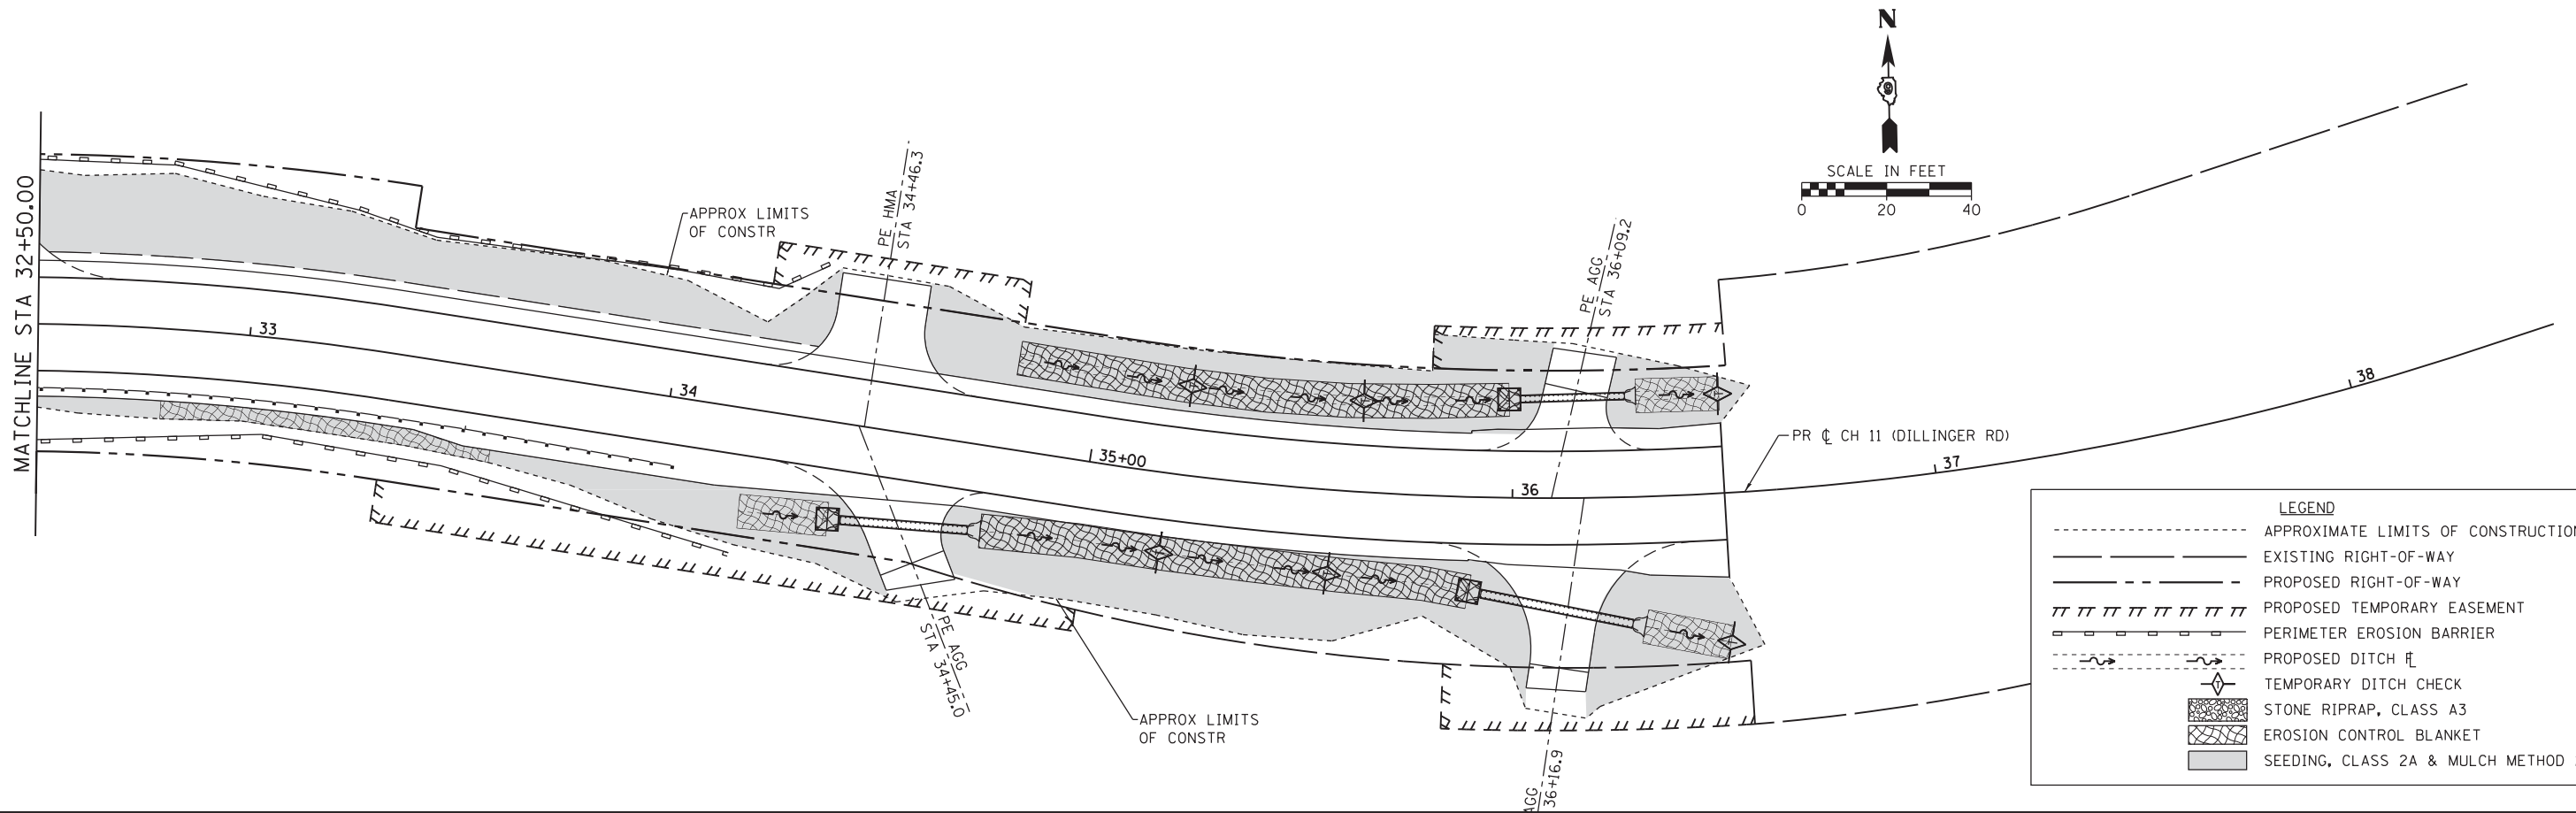 N
SCALE IN FEET
0 20 40
MATCHLINE STA 32+50.00
APPROX LIMITS
OF CONSTR
PE HMA
STA 34+46.3
PE AGG
STA 36+09.2
33
34
35+00
36
37
38
PR ℄ CH 11 (DILLINGER RD)
PE AGG
STA 34+45.0
APPROX LIMITS
OF CONSTR
AGG
36+16.9
LEGEND
APPROXIMATE LIMITS OF CONSTRUCTION
EXISTING RIGHT-OF-WAY
PROPOSED RIGHT-OF-WAY
PROPOSED TEMPORARY EASEMENT
PERIMETER EROSION BARRIER
PROPOSED DITCH FL
T TEMPORARY DITCH CHECK
STONE RIPRAP, CLASS A3
EROSION CONTROL BLANKET
SEEDING, CLASS 2A & MULCH METHOD